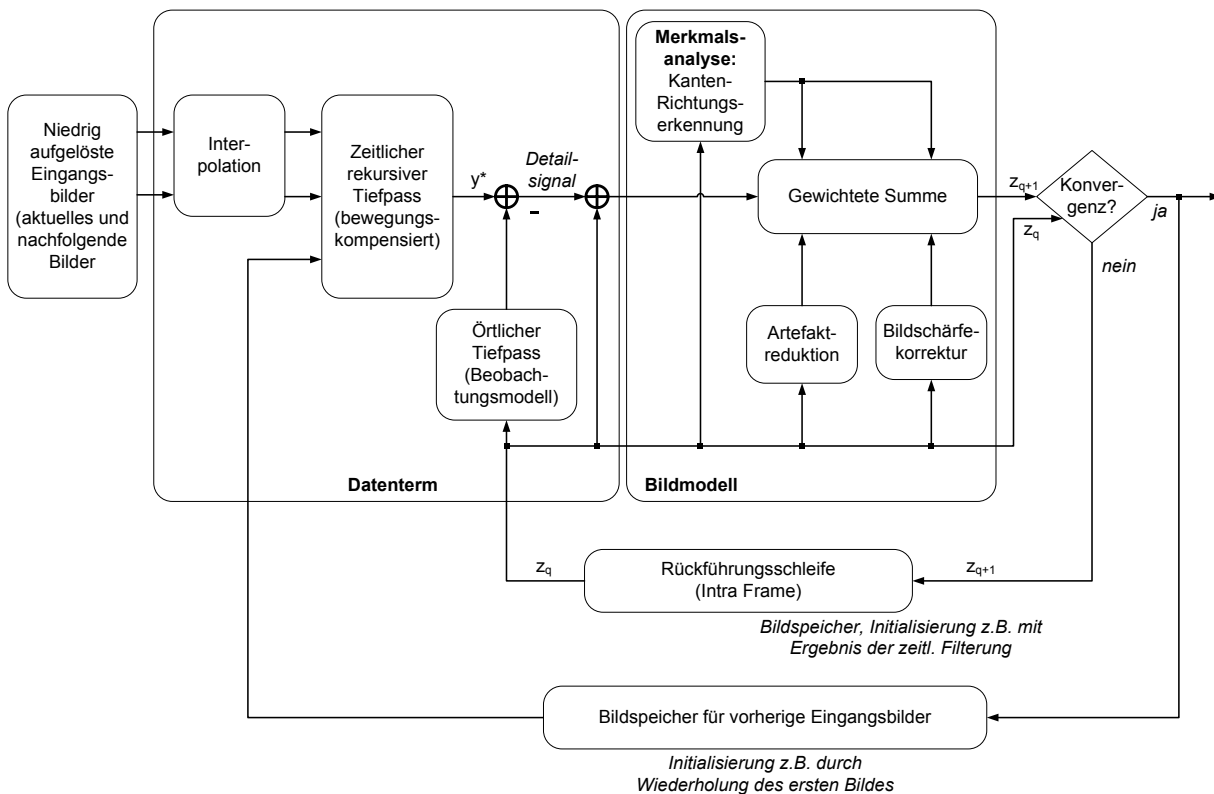 Niedrig
aufgelöste
Eingangs-
bilder
(aktuelles und
nachfolgende
Bilder
Inter-
polation
Zeitlicher
rekursiver
Tiefpass
(bewegungs-
kompensiert)
y*
Detail-
signal
–
Örtlicher
Tiefpass
(Beobach-
tungsmodell)
Datenterm
Merkmals-
analyse:
Kanten-
Richtungs-
erkennung
Gewichtete Summe
Artefakt-
reduktion
Bildschärfe-
korrektur
Bildmodell
zq+1
zq
Konver-
genz?
ja
nein
zq
Rückführungsschleife
(Intra Frame)
zq+1
Bildspeicher, Initialisierung z.B. mit
Ergebnis der zeitl. Filterung
Bildspeicher für vorherige Eingangsbilder
Initialisierung z.B. durch
Wiederholung des ersten Bildes